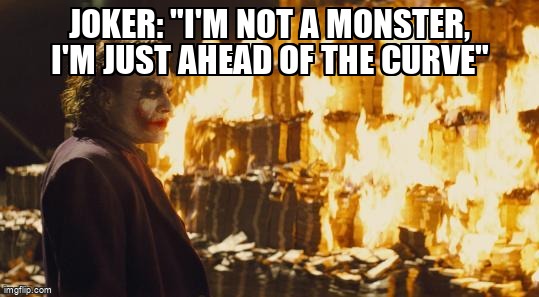 JOKER: "I'M NOT A MONSTER,
I'M JUST AHEAD OF THE CURVE"
imgflip.com